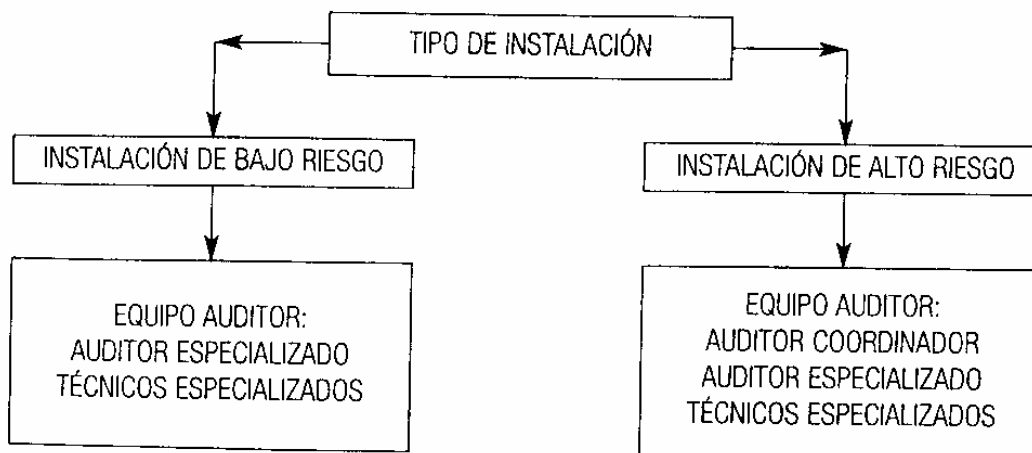 TIPO DE INSTALACIÓN
INSTALACIÓN DE BAJO RIESGO
INSTALACIÓN DE ALTO RIESGO
EQUIPO AUDITOR:
AUDITOR ESPECIALIZADO
TÉCNICOS ESPECIALIZADOS
EQUIPO AUDITOR:
AUDITOR COORDINADOR
AUDITOR ESPECIALIZADO
TÉCNICOS ESPECIALIZADOS